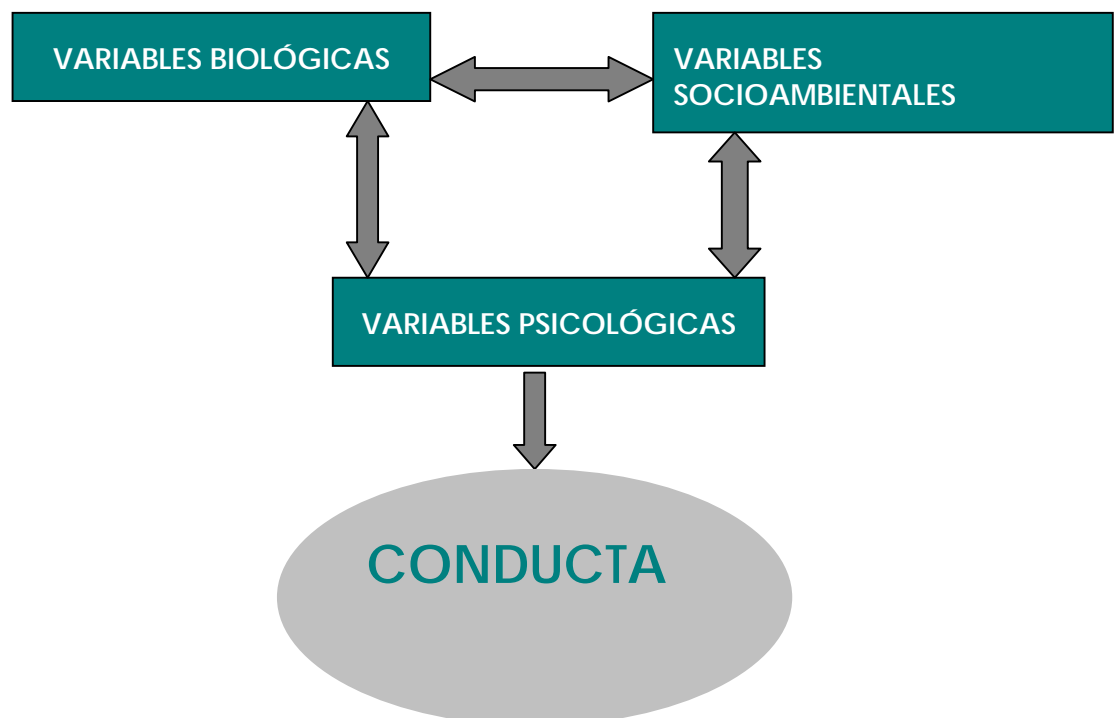 VARIABLES BIOLÓGICAS
VARIABLES
SOCIOAMBIENTALES
VARIABLES PSICOLÓGICAS
CONDUCTA